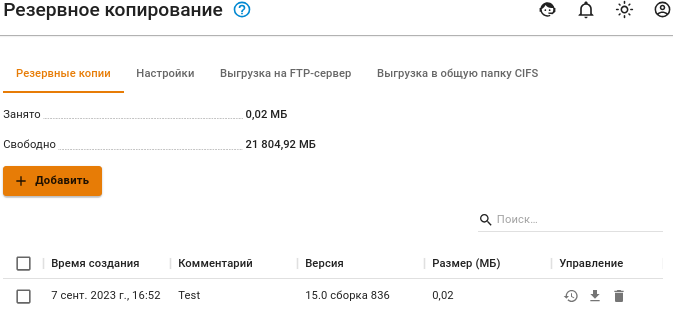 Резервное копирование
Резервные копии Настройки Выгрузка на FTP-сервер Выгрузка в общую папку CIFS
Занято 0,02 МБ
Свободно 21 804,92 МБ
+ Добавить
Поиск...
Время создания Комментарий Версия Размер (МБ) Управление
7 сент. 2023 г., 16:52 Test 15.0 сборка 836 0,02